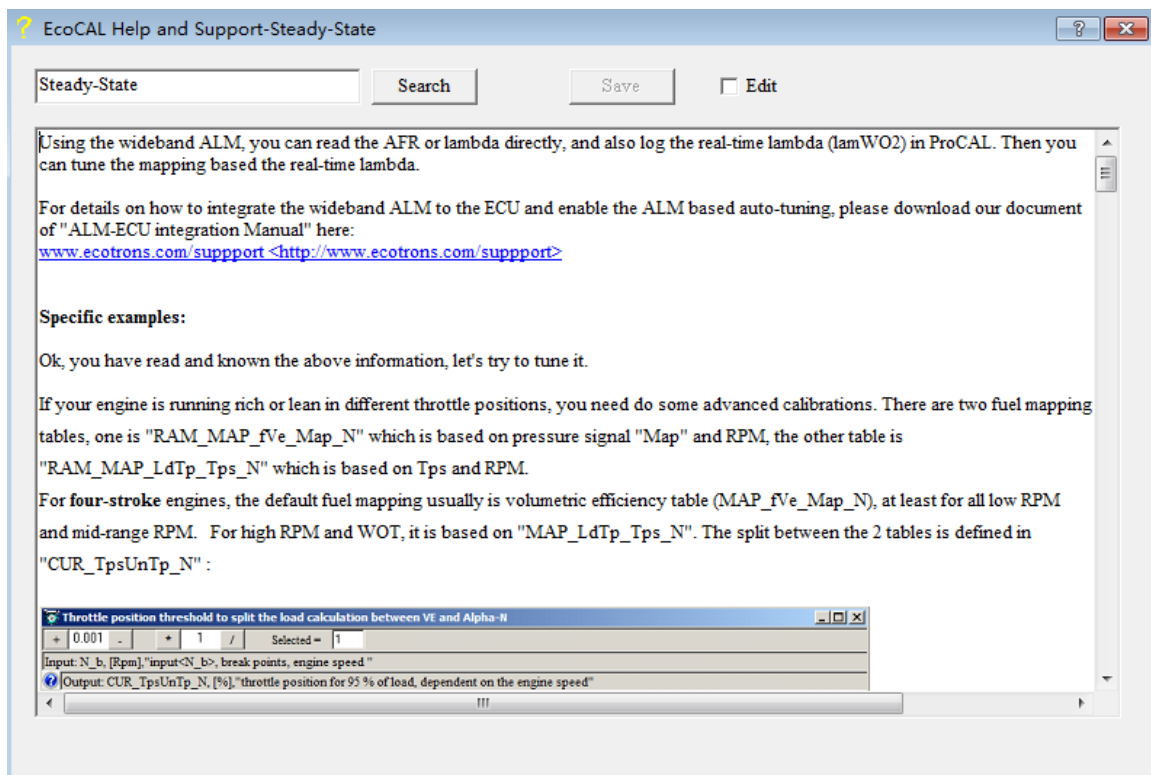 EcoCAL Help and Support-Steady-State
Steady-State
Search
Save
Edit
Using the wideband ALM, you can read the AFR or lambda directly, and also log the real-time lambda (lamWO2) in ProCAL. Then you
can tune the mapping based the real-time lambda.
For details on how to integrate the wideband ALM to the ECU and enable the ALM based auto-tuning, please download our document
of "ALM-ECU integration Manual" here:
www.ecotrons.com/suppport <http://www.ecotrons.com/suppport>
Specific examples:
Ok, you have read and known the above information, let's try to tune it.
If your engine is running rich or lean in different throttle positions, you need do some advanced calibrations. There are two fuel mapping
tables, one is "RAM_MAP_fVe_Map_N" which is based on pressure signal "Map" and RPM, the other table is
"RAM_MAP_LdTp_Tps_N" which is based on Tps and RPM.
For four-stroke engines, the default fuel mapping usually is volumetric efficiency table (MAP_fVe_Map_N), at least for all low RPM
and mid-range RPM. For high RPM and WOT, it is based on "MAP_LdTp_Tps_N". The split between the 2 tables is defined in
"CUR_TpsUnTp_N" :
Throttle position threshold to split the load calculation between VE and Alpha-N
+ 0.001 - * 1 / Selected = 1
Input: N_b, [Rpm],"input<N_b>, break points, engine speed "
Output: CUR_TpsUnTp_N, [%],"throttle position for 95 % of load, dependent on the engine speed"